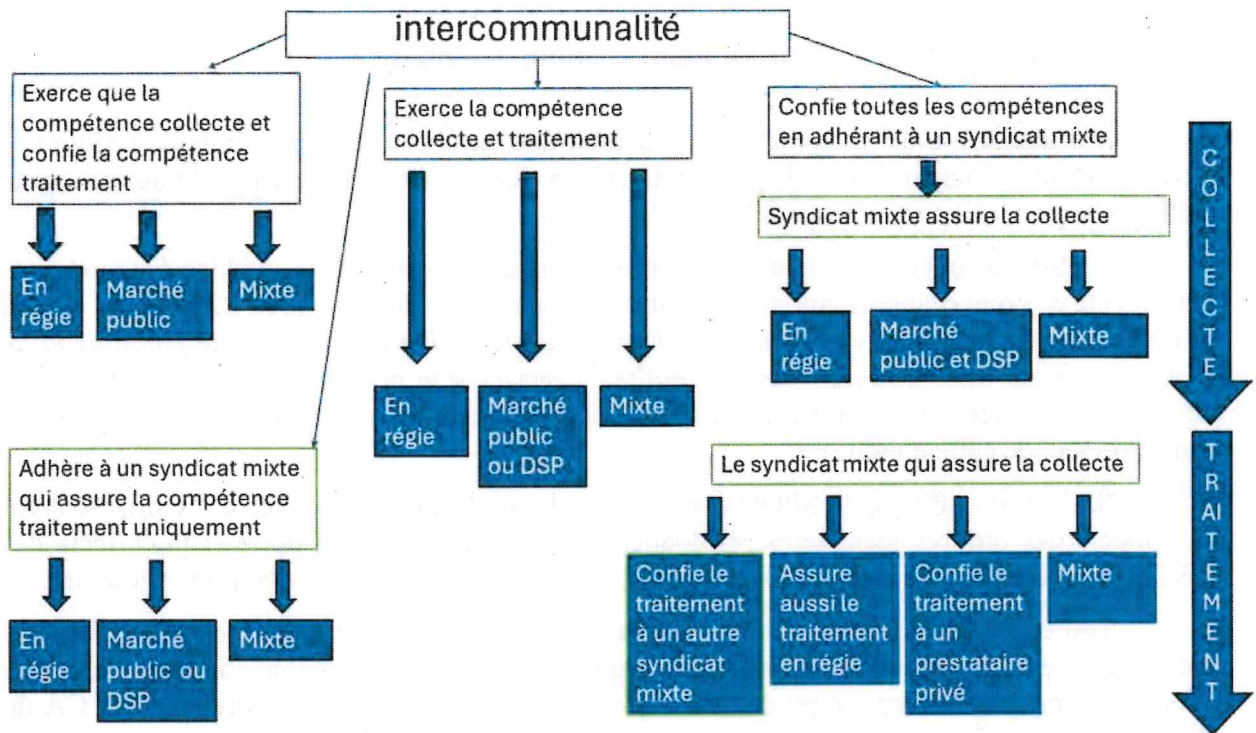 intercommunalité
Exerce que la
compétence collecte et
confie la compétence
traitement
En
régie
Marché
public
Mixte
Adhère à un syndicat mixte
qui assure la compétence
traitement uniquement
En
régie
Marché
public ou
DSP
Mixte
Exerce la compétence
collecte et traitement
En
régie
Marché
public
ou DSP
Mixte
Confie toutes les compétences
en adhérant à un syndicat mixte
Syndicat mixte assure la collecte
En
régie
Marché
public et DSP
Mixte
Le syndicat mixte qui assure la collecte
Confie le
traitement
à un autre
syndicat
mixte
Assure
aussi le
traitement
en régie
Confie le
traitement
à un
prestataire
privé
Mixte
COLLECTE
TRAITEMENT